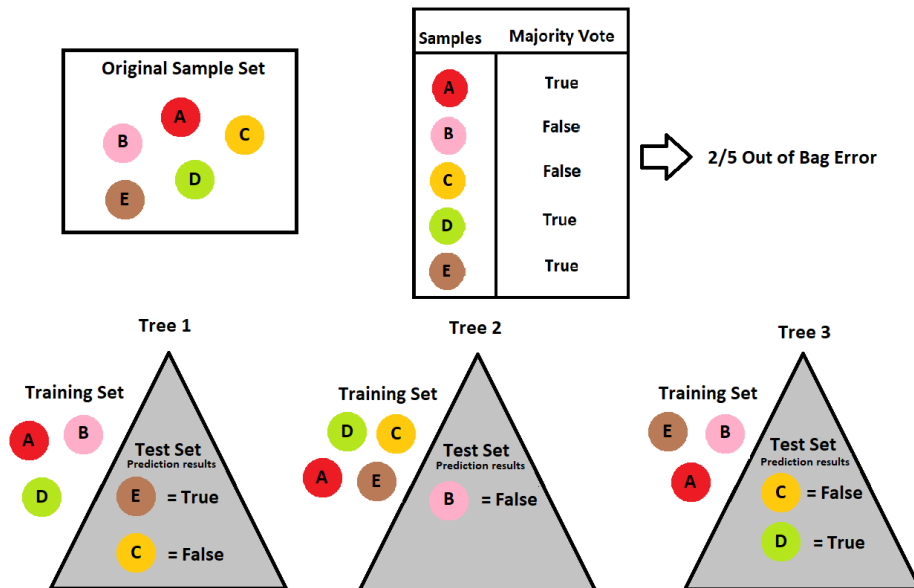 Original Sample Set
A
B
C
D
E
Samples Majority Vote
A True
B False
C False
D True
E True
2/5 Out of Bag Error
Tree 1
Training Set
A
B
D
Test Set
Prediction results
E = True
C = False
Tree 2
Training Set
D
C
A
E
Test Set
Prediction results
B = False
Tree 3
Training Set
E
B
A
Test Set
Prediction results
C = False
D = True